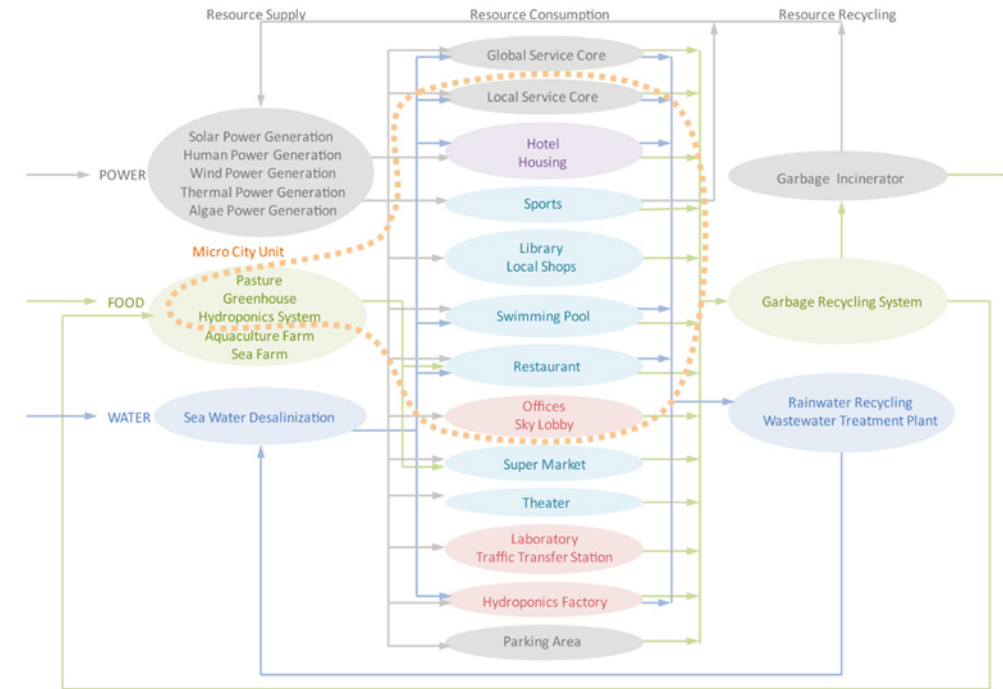 Resource Supply
Resource Consumption
Resource Recycling
Global Service Core
Local Service Core
Solar Power Generation
Human Power Generation
Wind Power Generation
Thermal Power Generation
Algae Power Generation
POWER
Hotel
Housing
Garbage Incinerator
Sports
Micro City Unit
Library
Local Shops
FOOD
Pasture
Greenhouse
Hydroponics System
Aquaculture Farm
Sea Farm
Swimming Pool
Garbage Recycling System
Restaurant
WATER
Sea Water Desalinization
Offices
Sky Lobby
Rainwater Recycling
Wastewater Treatment Plant
Super Market
Theater
Laboratory
Traffic Transfer Station
Hydroponics Factory
Parking Area